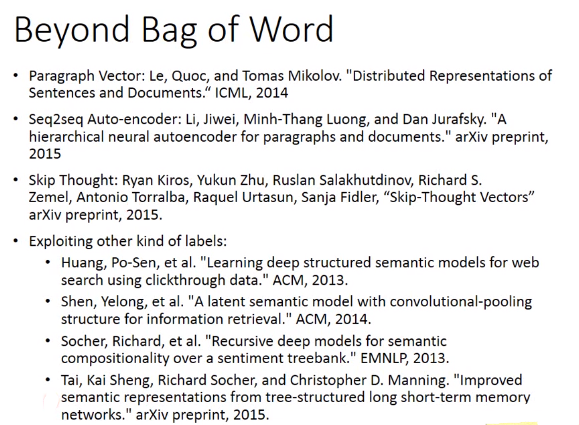 Beyond Bag of Word
• Paragraph Vector: Le, Quoc, and Tomas Mikolov. "Distributed Representations of
Sentences and Documents.“ ICML, 2014
• Seq2seq Auto-encoder: Li, Jiwei, Minh-Thang Luong, and Dan Jurafsky. "A
hierarchical neural autoencoder for paragraphs and documents." arXiv preprint,
2015
• Skip Thought: Ryan Kiros, Yukun Zhu, Ruslan Salakhutdinov, Richard S.
Zemel, Antonio Torralba, Raquel Urtasun, Sanja Fidler, “Skip-Thought Vectors”
arXiv preprint, 2015.
• Exploiting other kind of labels:
• Huang, Po-Sen, et al. "Learning deep structured semantic models for web
search using clickthrough data." ACM, 2013.
• Shen, Yelong, et al. "A latent semantic model with convolutional-pooling
structure for information retrieval." ACM, 2014.
• Socher, Richard, et al. "Recursive deep models for semantic
compositionality over a sentiment treebank." EMNLP, 2013.
• Tai, Kai Sheng, Richard Socher, and Christopher D. Manning. "Improved
semantic representations from tree-structured long short-term memory
networks." arXiv preprint, 2015.